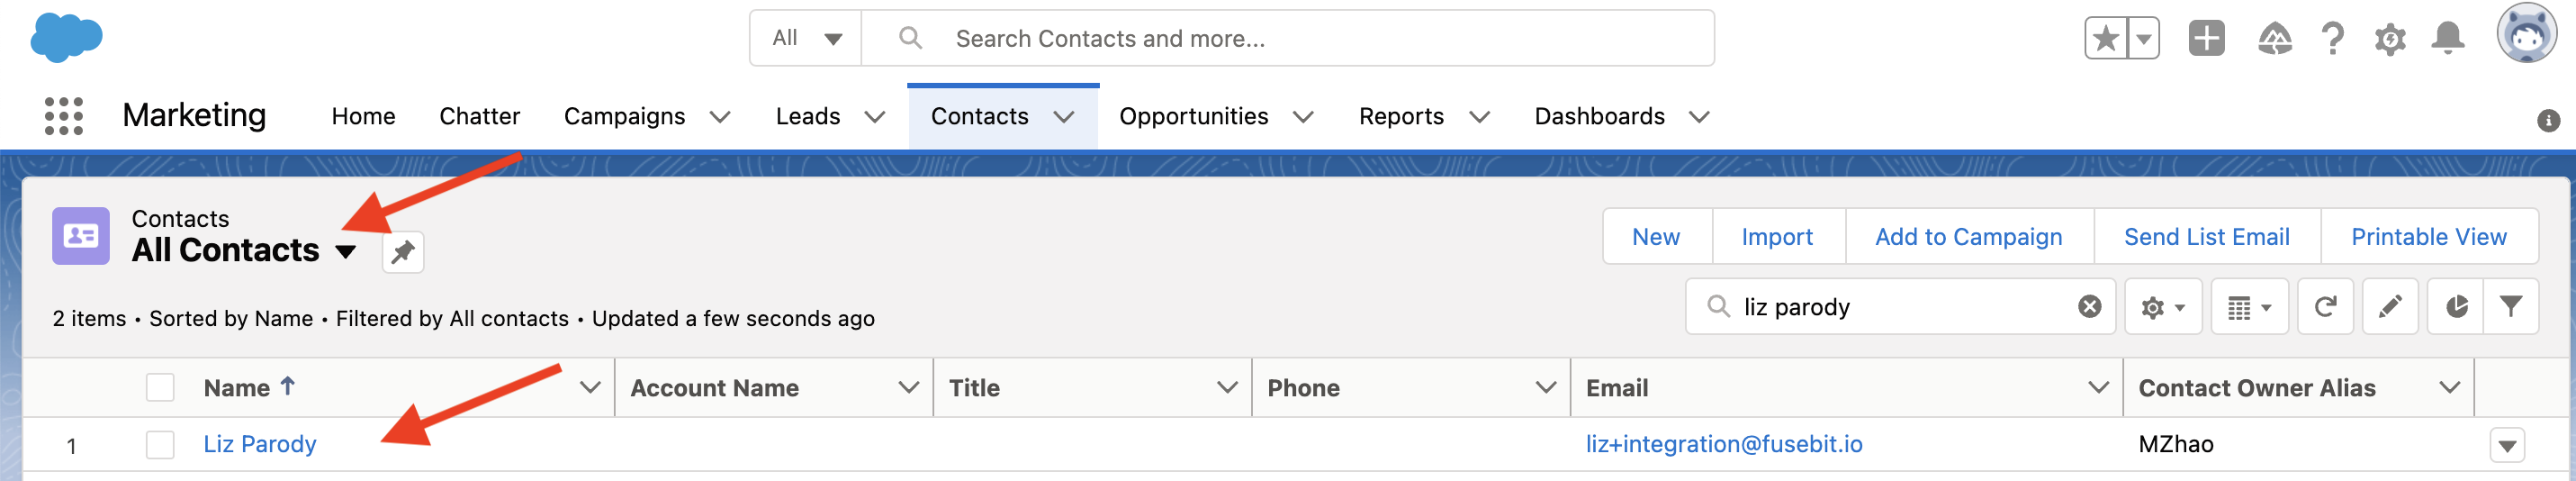 All
Search Contacts and more...
Marketing Home Chatter Campaigns Leads Contacts Opportunities Reports Dashboards
Contacts
All Contacts
New Import Add to Campaign Send List Email Printable View
2 items • Sorted by Name • Filtered by All contacts • Updated a few seconds ago
liz parody
Name Account Name Title Phone Email Contact Owner Alias
1 Liz Parody liz+integration@fusebit.io MZhao